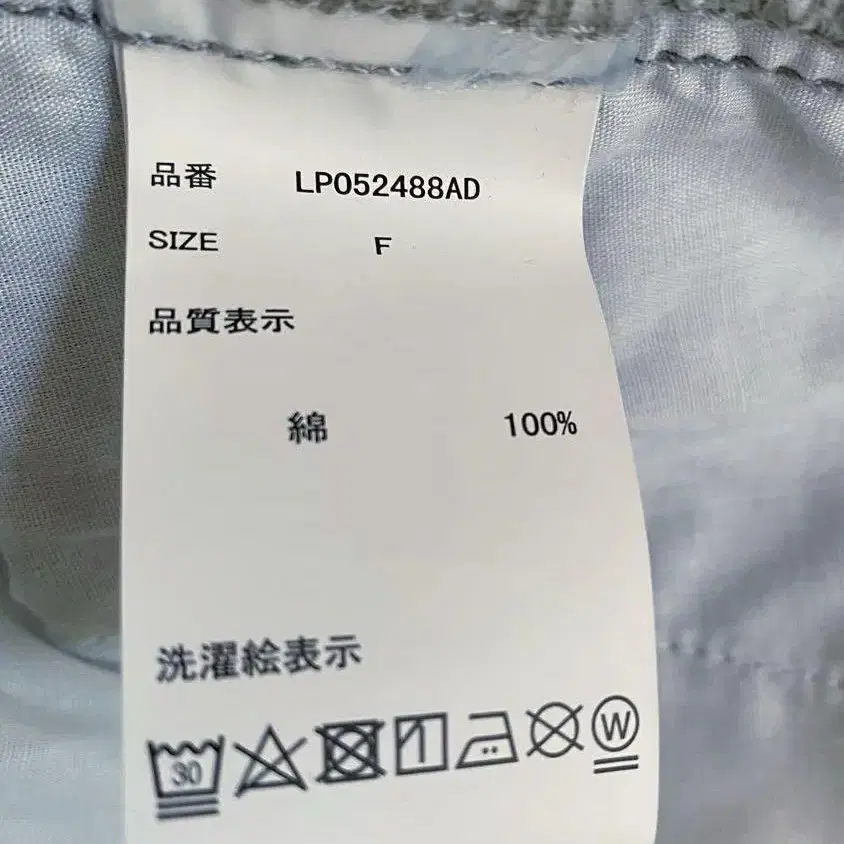 品番 LP052488AD
SIZE F
品質表示
綿 100%
洗濯絵表示
30 W